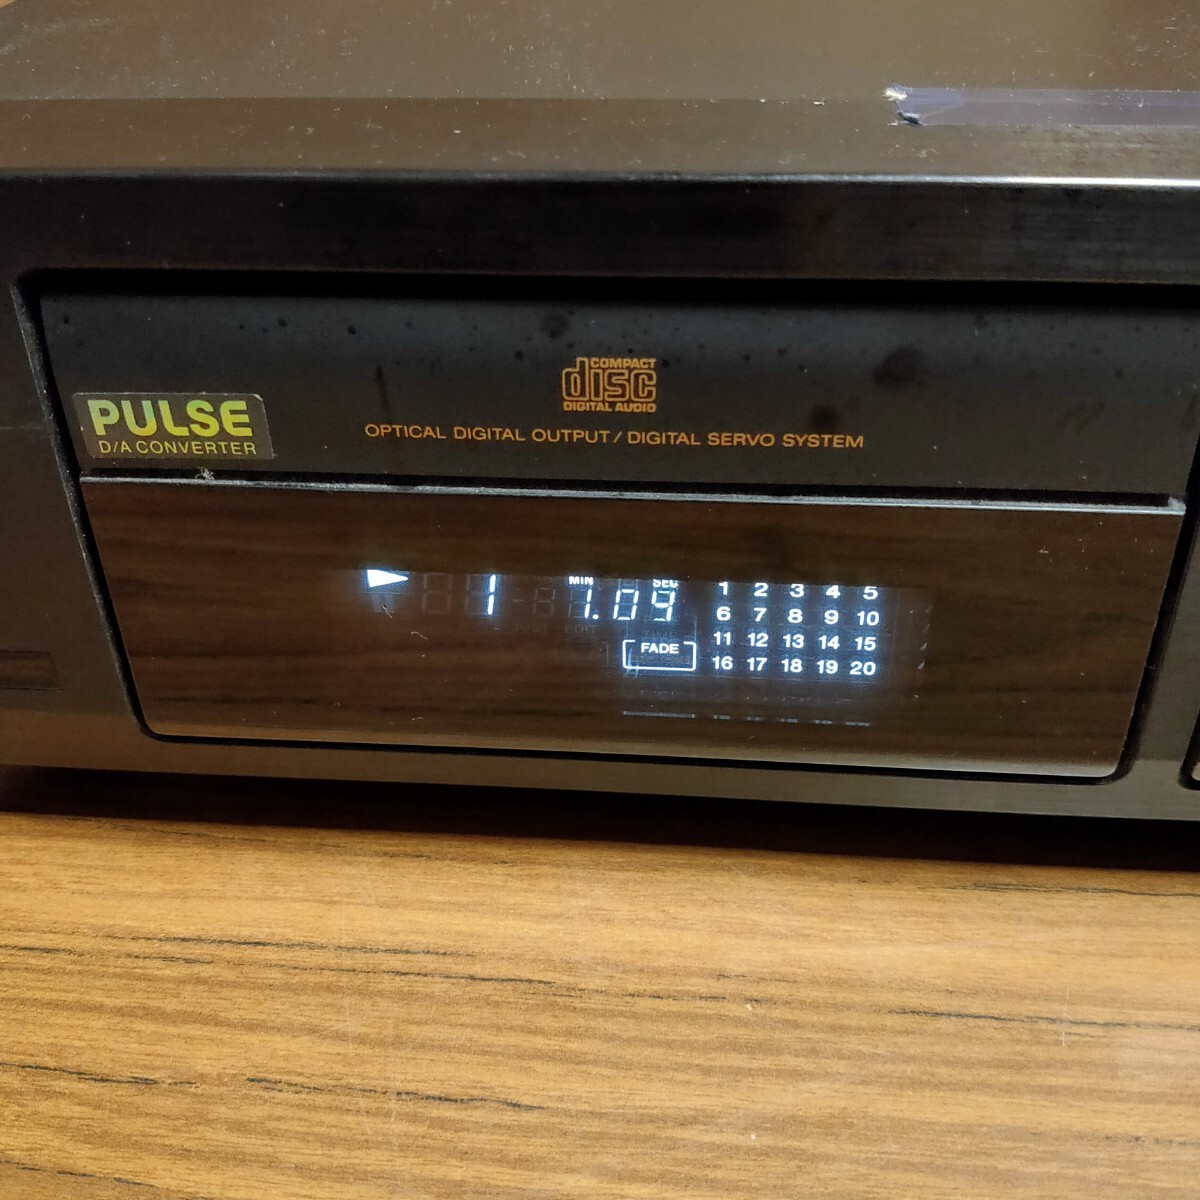 COMPACT
disc
DIGITAL AUDIO
PULSE
D/A CONVERTER
OPTICAL DIGITAL OUTPUT / DIGITAL SERVO SYSTEM
MIN SEC
1 1.09
EDIT TIME
FADE
1 2 3 4 5
6 7 8 9 10
11 12 13 14 15
16 17 18 19 20